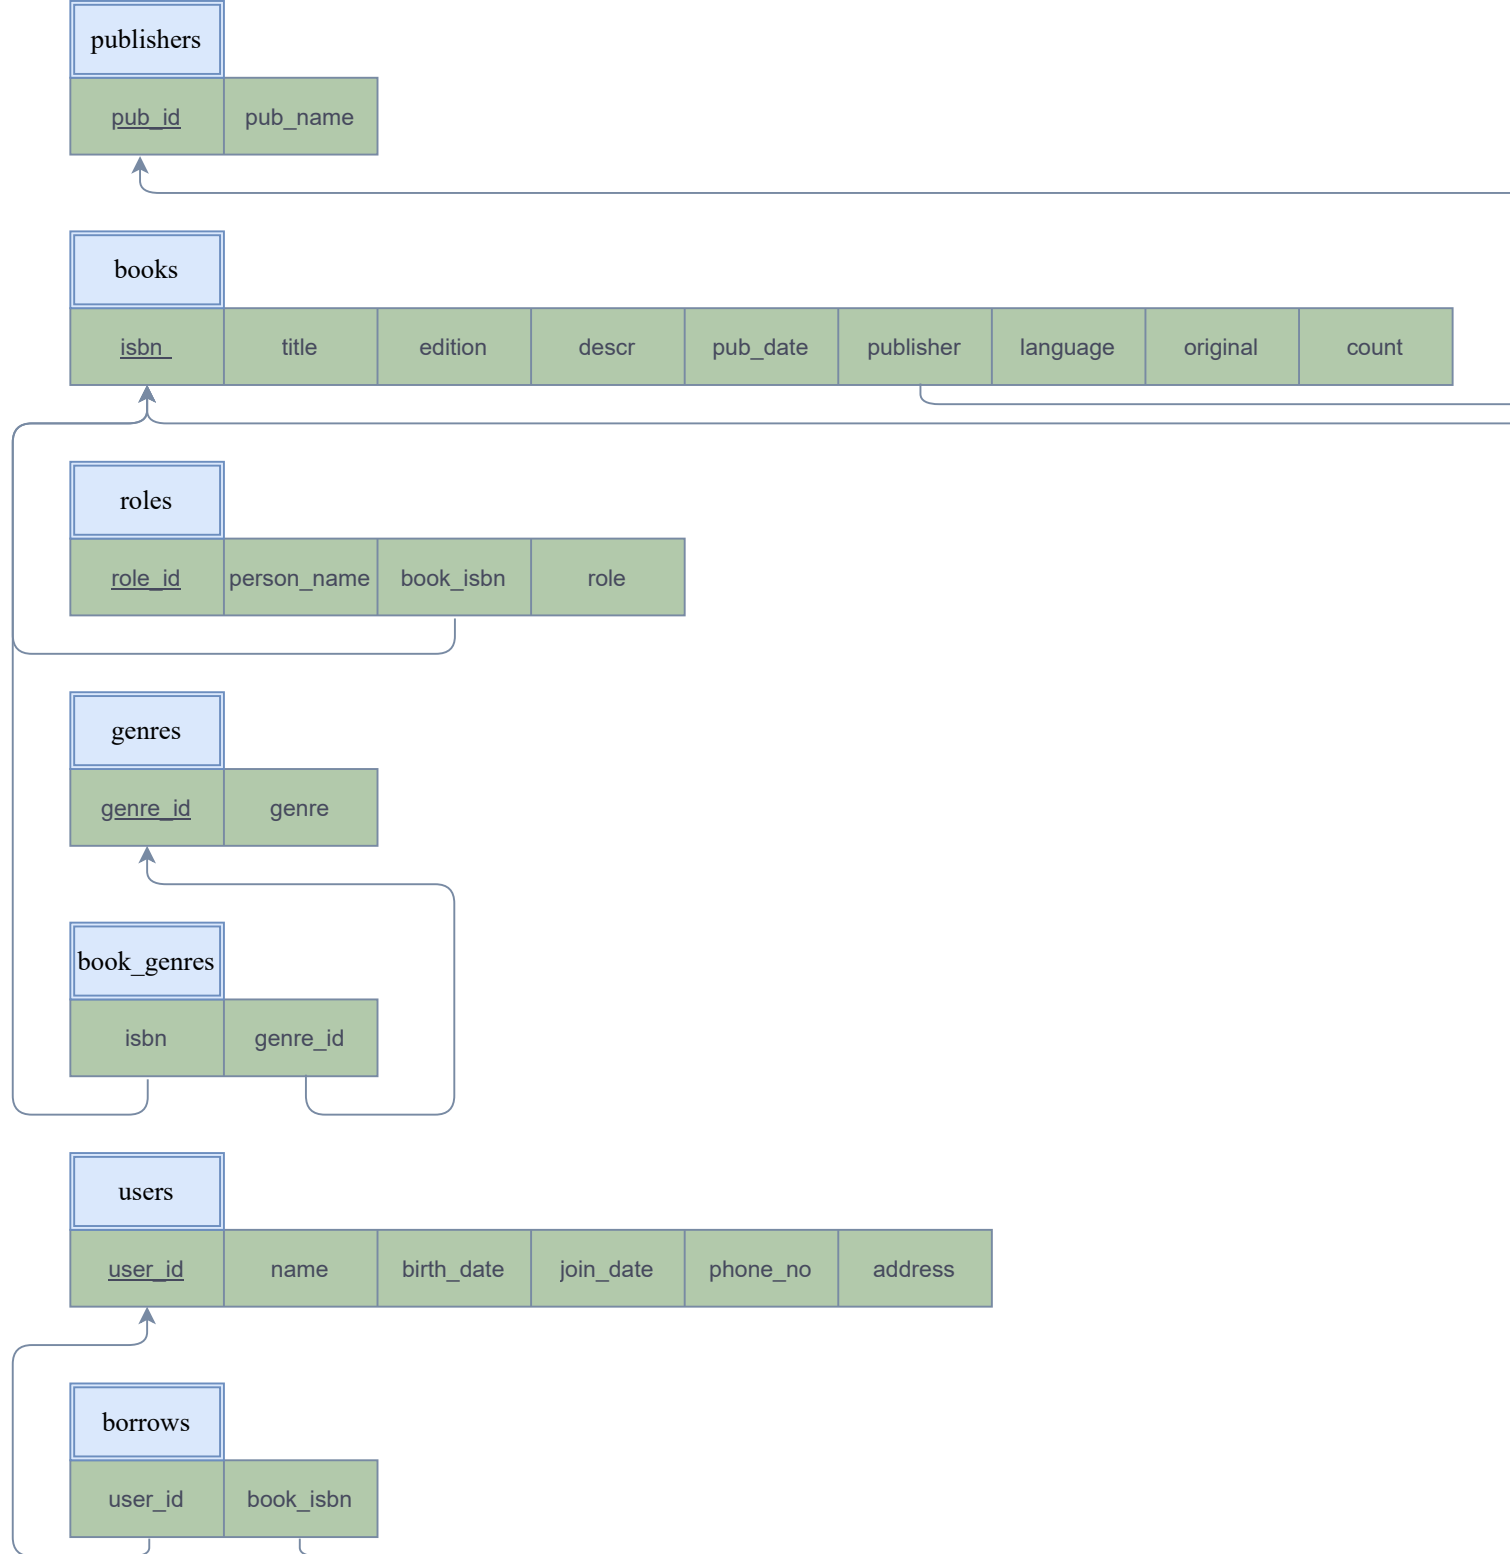 publishers
pub_id pub_name
books
isbn title edition descr pub_date publisher language original count
roles
role_id person_name book_isbn role
genres
genre_id genre
book_genres
isbn genre_id
users
user_id name birth_date join_date phone_no address
borrows
user_id book_isbn